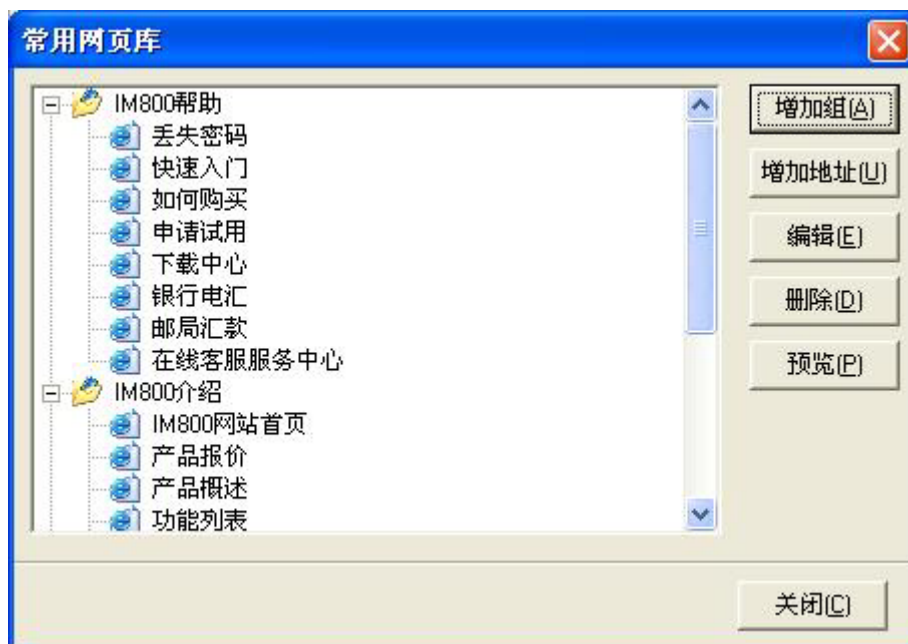 常用网页库
IM800帮助
丢失密码
快速入门
如何购买
申请试用
下载中心
银行电汇
邮局汇款
在线客服服务中心
IM800介绍
IM800网站首页
产品报价
产品概述
功能列表
增加组(A)
增加地址(U)
编辑(E)
删除(D)
预览(P)
关闭(C)